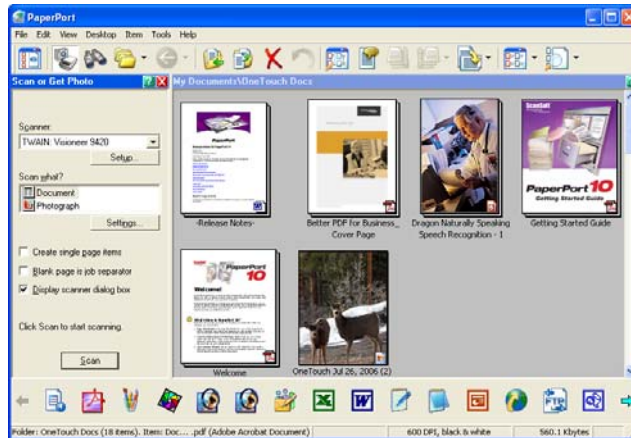 PaperPort
File Edit View Desktop Item Tools Help
Scan or Get Photo
My Documents\OneTouch Docs
Scanner:
TWAIN: Visioneer 9420
Setup...
Scan what?
Document
Photograph
Settings...
Create single page items
Blank page is job separator
Display scanner dialog box
Click Scan to start scanning.
Scan
PaperPort
-Release Notes-
Better PDF for Business_
Cover Page
Dragon Naturally Speaking
Speech Recognition - 1
ScanSoft
PaperPort 10
Getting Started Guide
Getting Started Guide
PaperPort
10
Welcome!
Welcome
OneTouch Jul 26, 2006 (2)
FTP
Folder: OneTouch Docs (18 items). Item: Doc... .pdf (Adobe Acrobat Document)
600 DPI, black & white
560.1 Kbytes